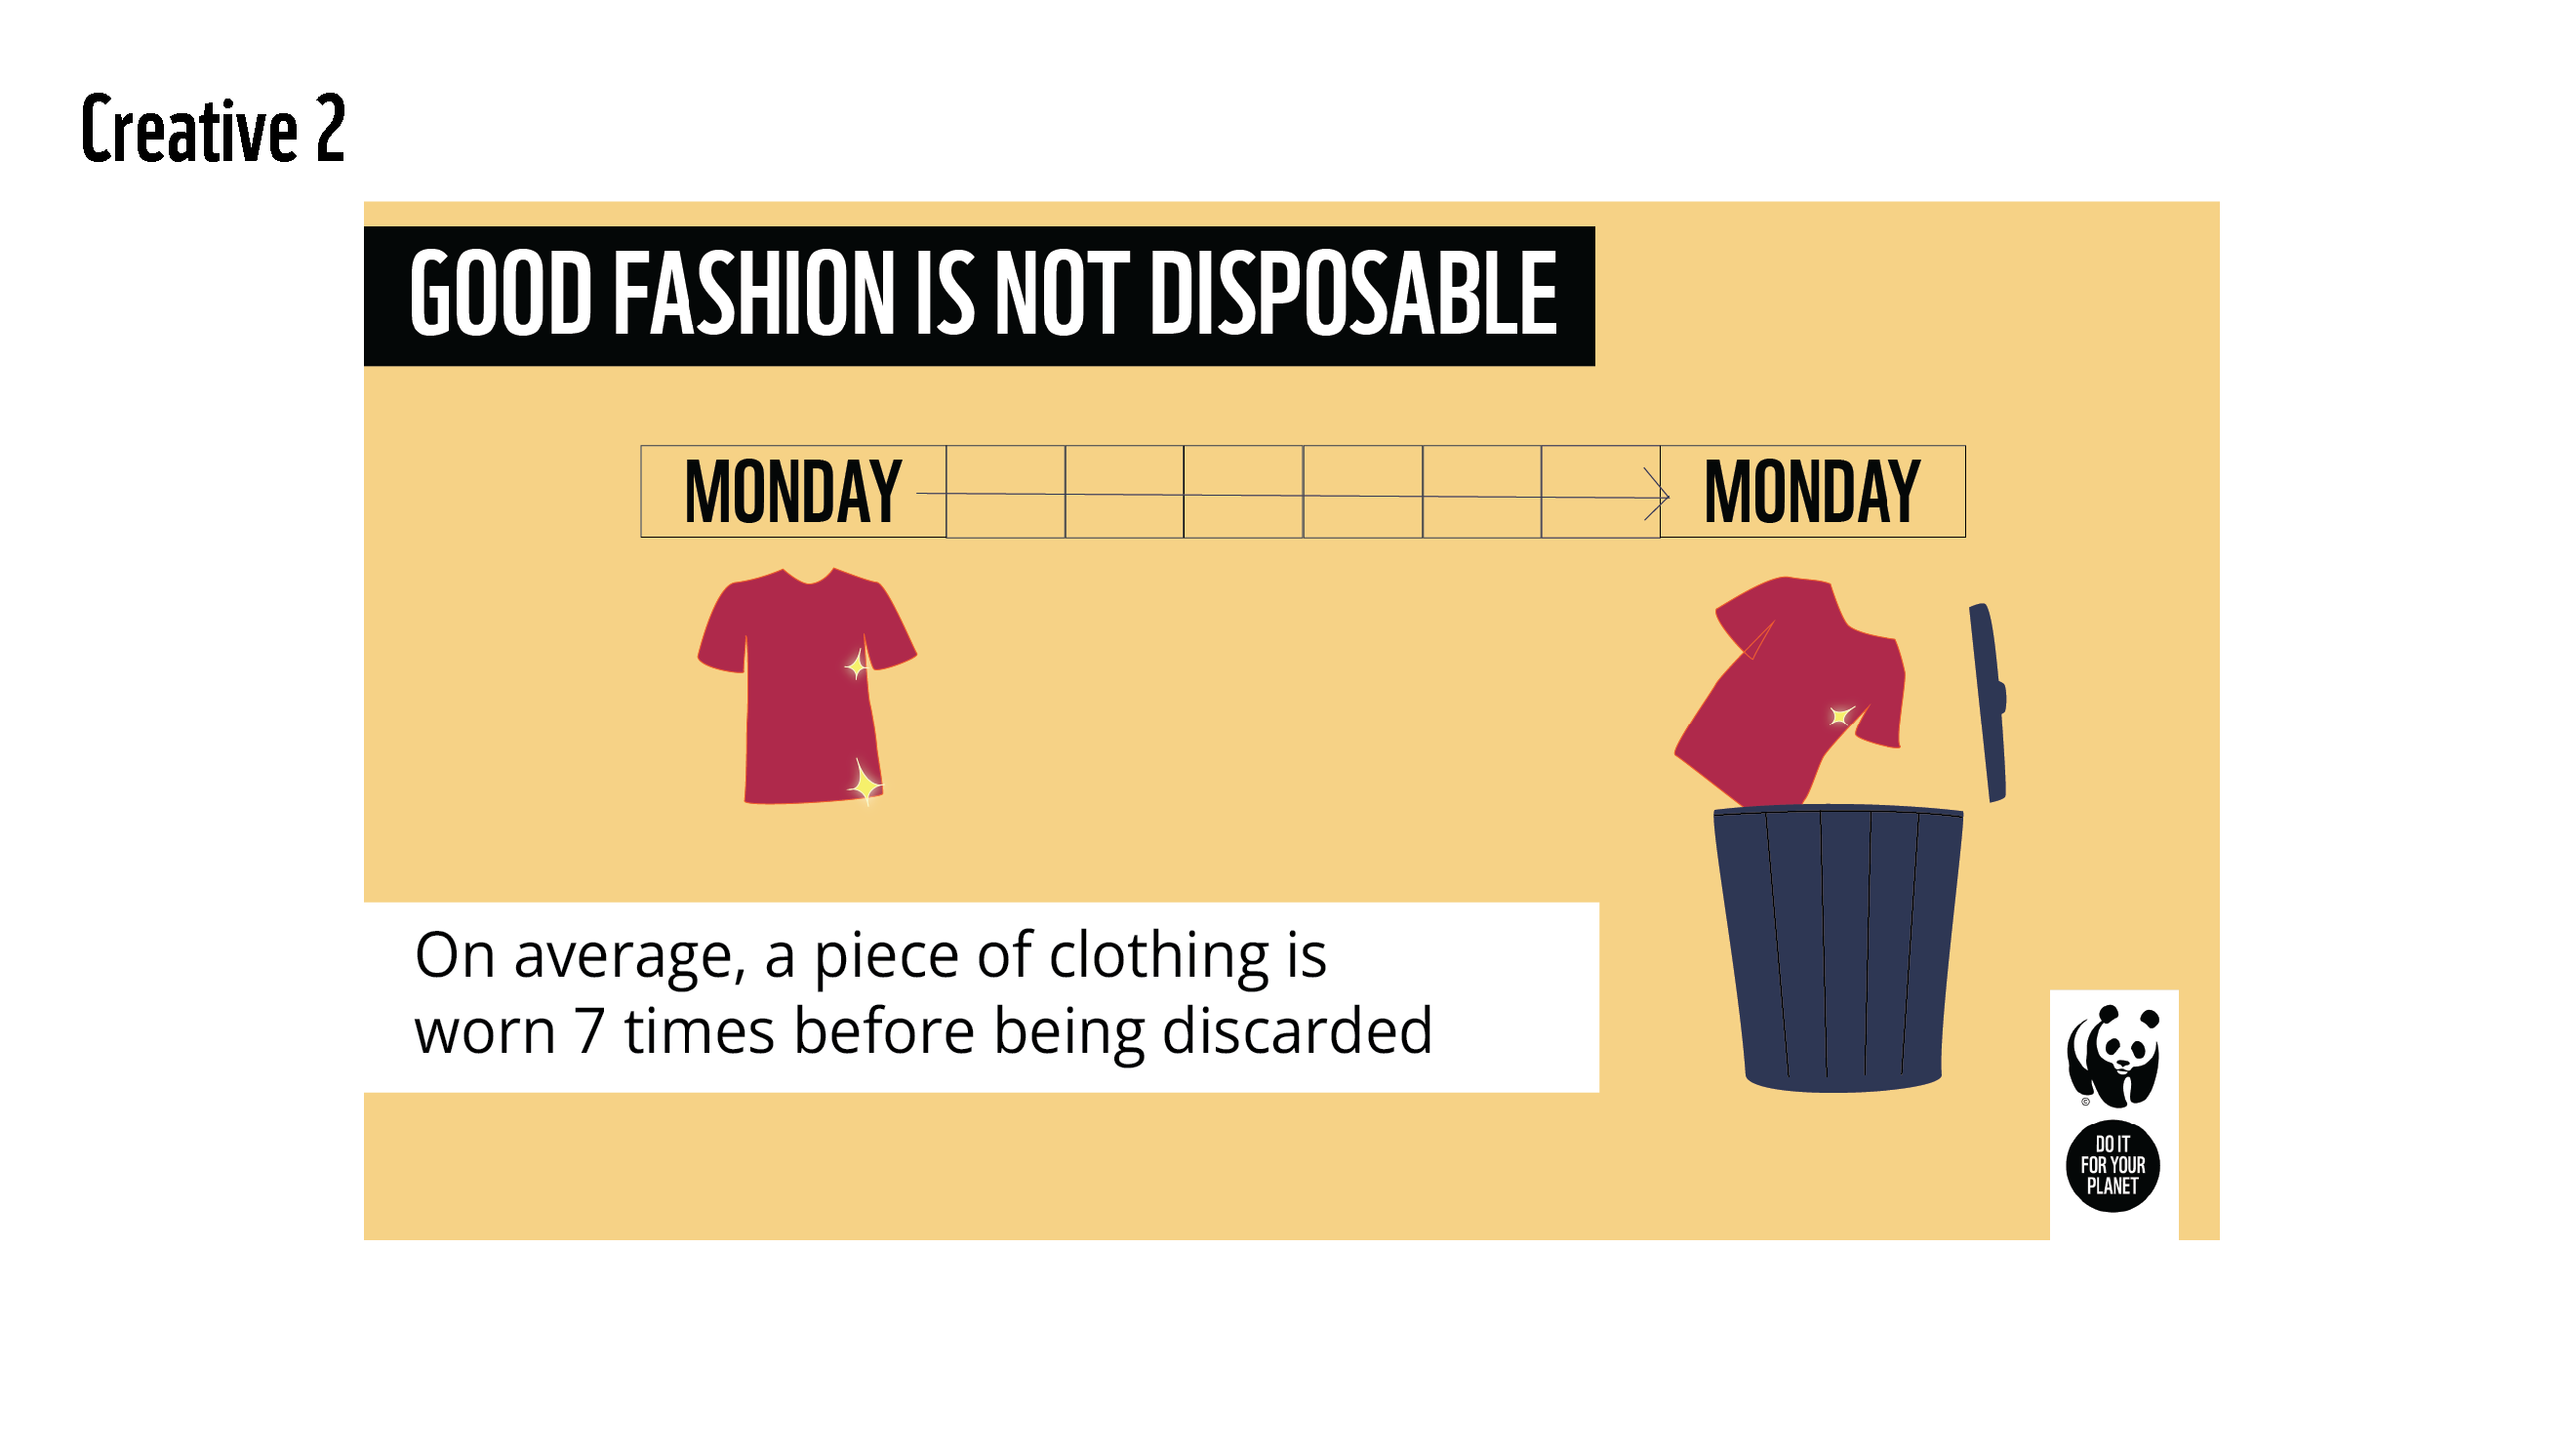 Creative 2
GOOD FASHION IS NOT DISPOSABLE
MONDAY MONDAY
On average, a piece of clothing is
worn 7 times before being discarded
©
DO IT
FOR YOUR
PLANET